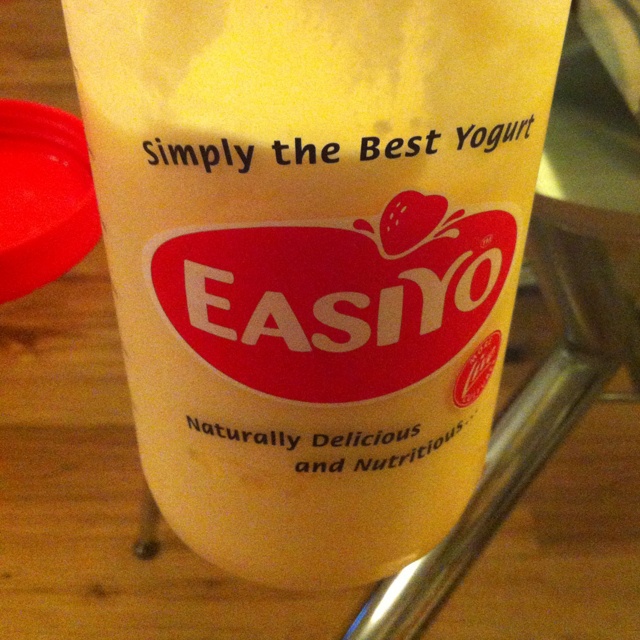 Simply the Best Yogurt
EASIYO
Naturally Delicious
and Nutritious...